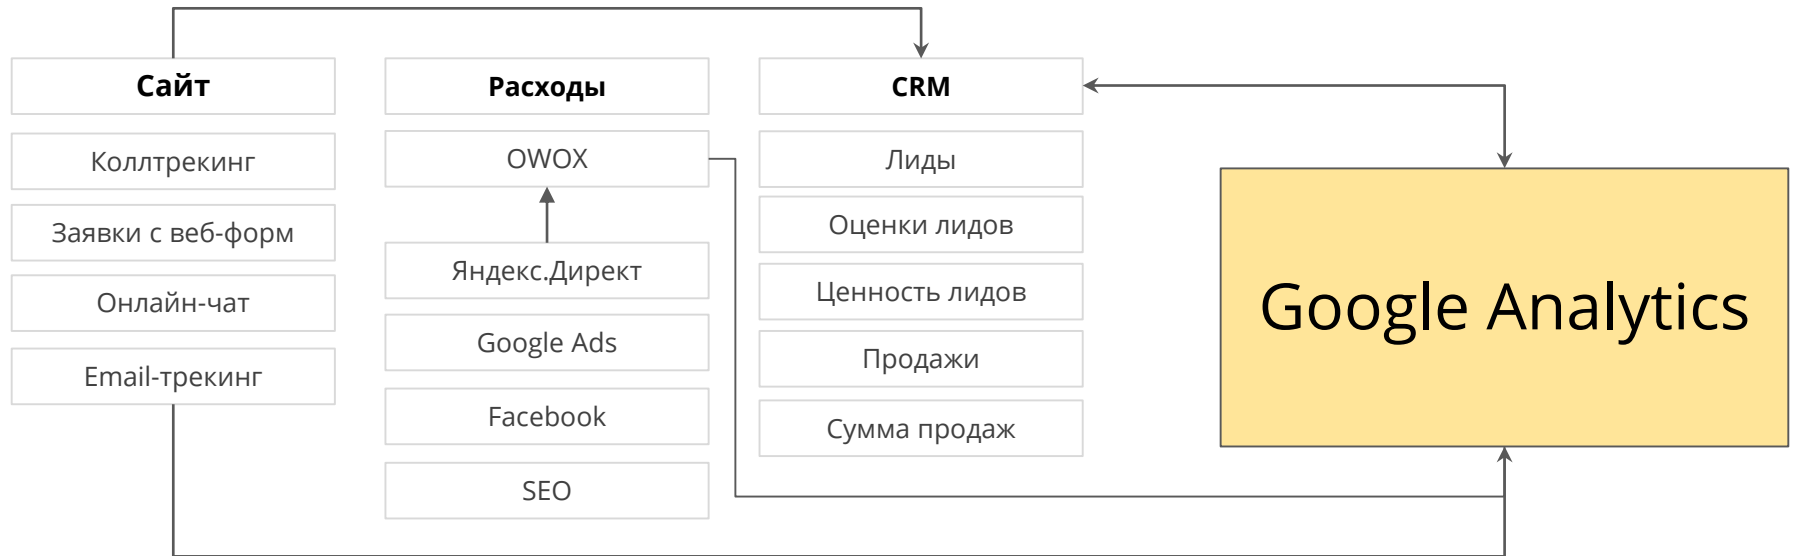 Сайт
Коллтрекинг
Заявки с веб-форм
Онлайн-чат
Email-трекинг
Расходы
OWOX
Яндекс.Директ
Google Ads
Facebook
SEO
CRM
Лиды
Оценки лидов
Ценность лидов
Продажи
Сумма продаж
Google Analytics